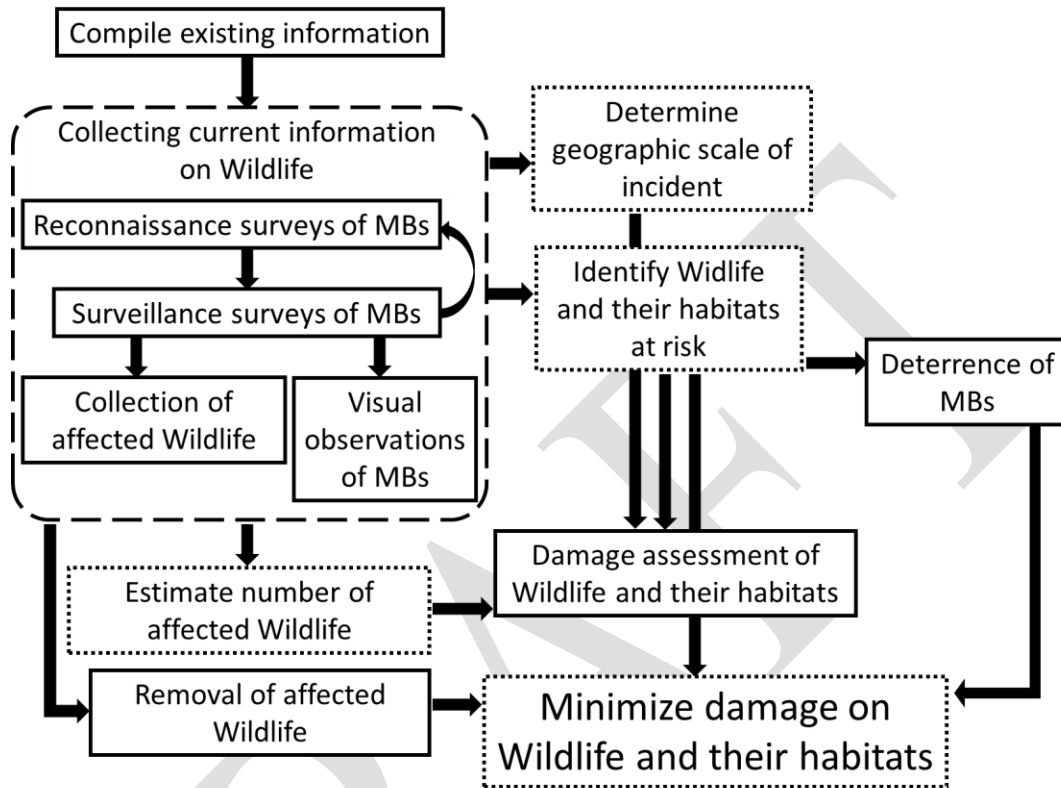 Compile existing information
Collecting current information
on Wildlife
Reconnaissance surveys of MBs
Surveillance surveys of MBs
Collection of
affected Wildlife
Visual
observations
of MBs
Determine
geographic scale of
incident
Identify Widlife
and their habitats
at risk
Deterrence of
MBs
Damage assessment of
Wildlife and their habitats
Estimate number of
affected Wildlife
Removal of affected
Wildlife
Minimize damage on
Wildlife and their habitats
DRAFT